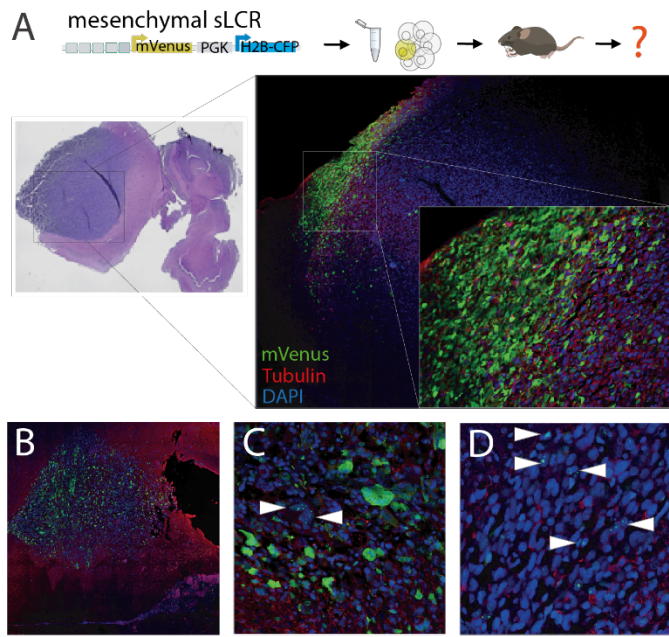 A
mesenchymal sLCR
mVenus PGK H2B-CFP
?
mVenus
Tubulin
DAPI
B
C
D